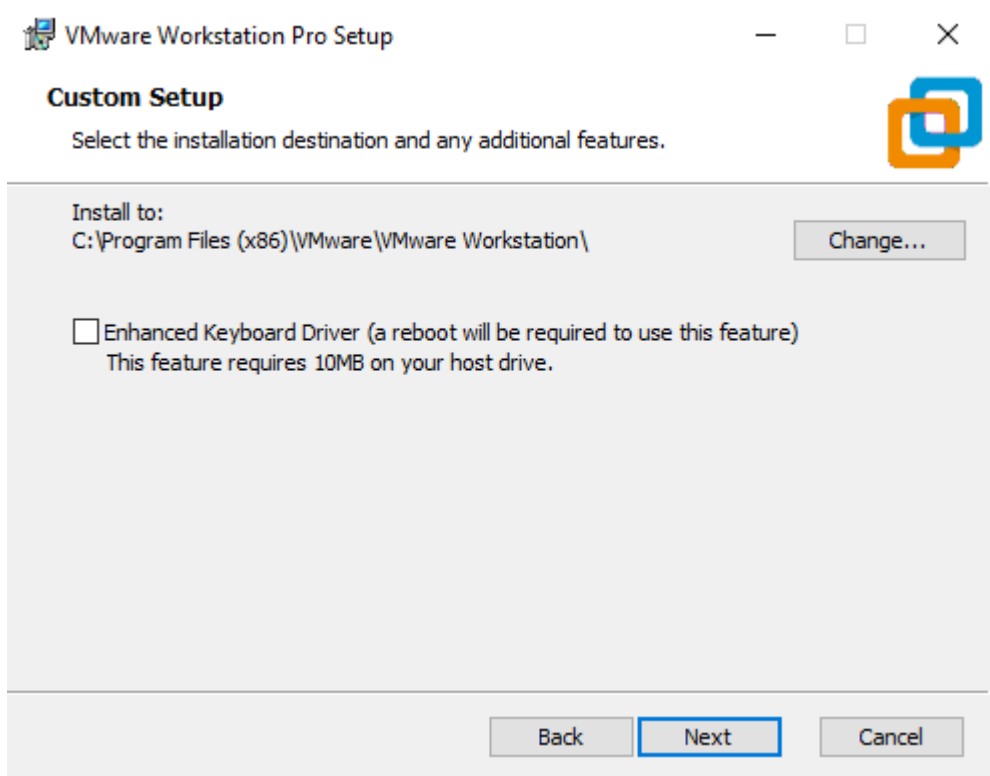 VMware Workstation Pro Setup
Custom Setup
Select the installation destination and any additional features.
Install to:
C:\Program Files (x86)\VMware\VMware Workstation\
Change...
Enhanced Keyboard Driver (a reboot will be required to use this feature)
This feature requires 10MB on your host drive.
Back
Next
Cancel